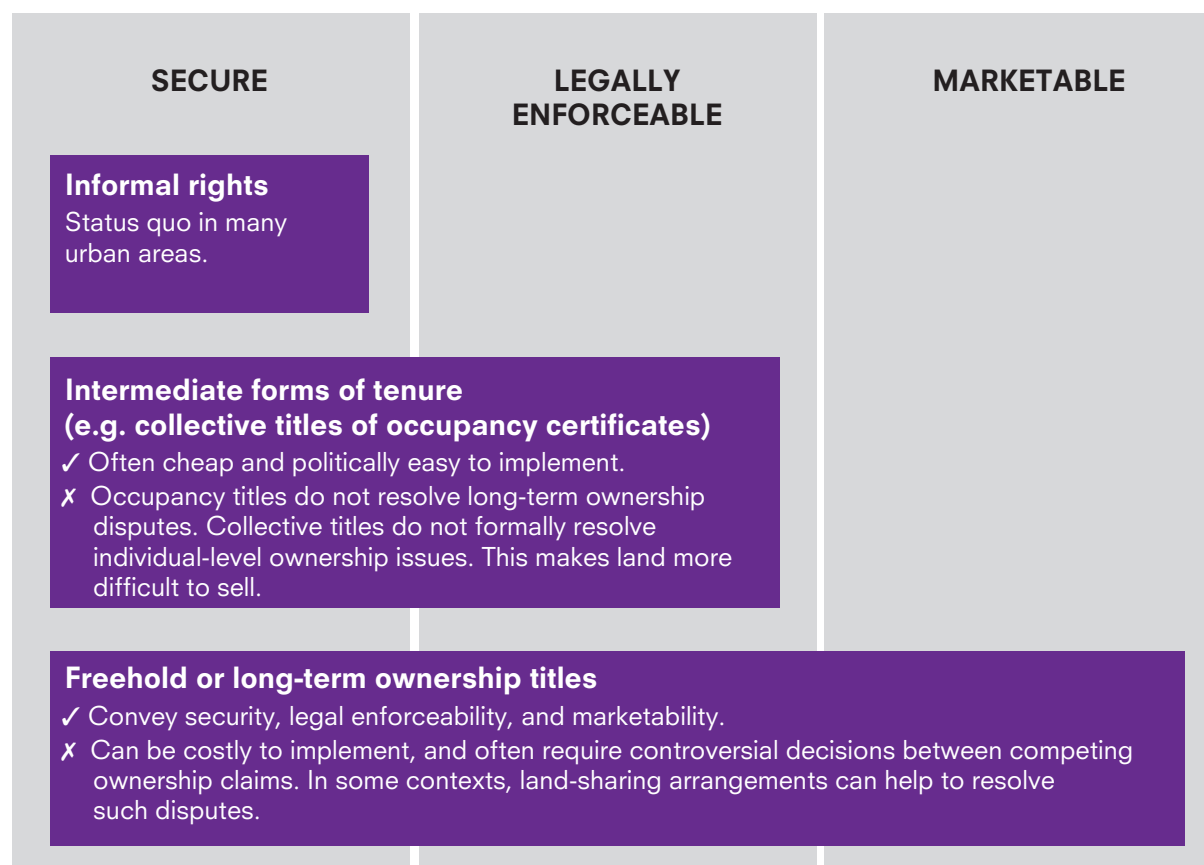 SECURE
LEGALLY
ENFORCEABLE
MARKETABLE
Informal rights
Status quo in many
urban areas.
Intermediate forms of tenure
(e.g. collective titles of occupancy certificates)
✓ Often cheap and politically easy to implement.
✗ Occupancy titles do not resolve long-term ownership
disputes. Collective titles do not formally resolve
individual-level ownership issues. This makes land more
difficult to sell.
Freehold or long-term ownership titles
✓ Convey security, legal enforceability, and marketability.
✗ Can be costly to implement, and often require controversial decisions between competing
ownership claims. In some contexts, land-sharing arrangements can help to resolve
such disputes.